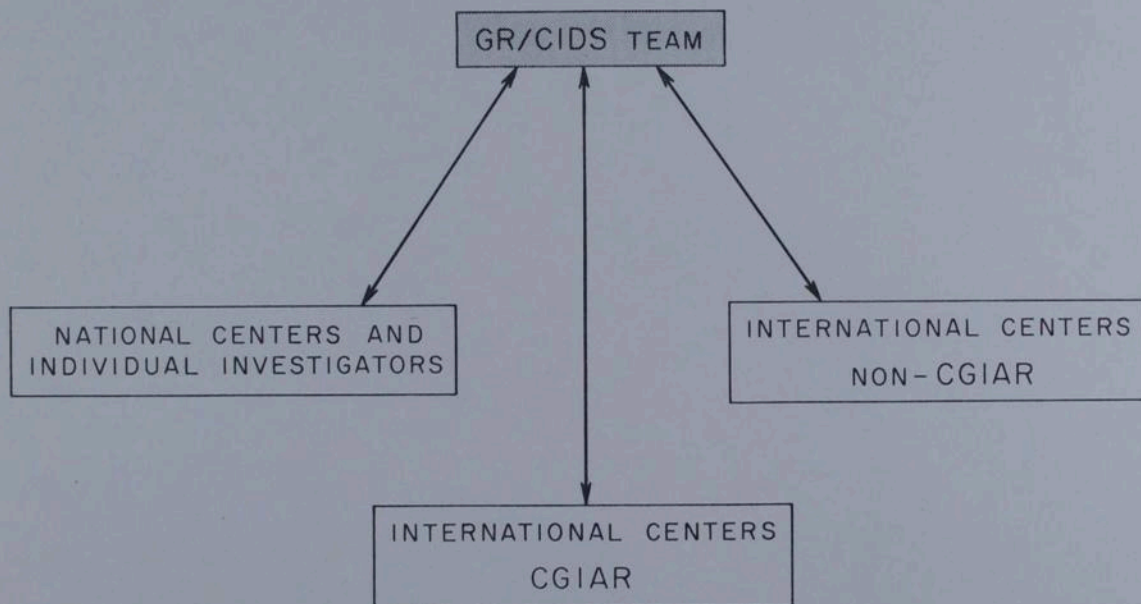 GR/CIDS TEAM
NATIONAL CENTERS AND
INDIVIDUAL INVESTIGATORS
INTERNATIONAL CENTERS
NON-CGIAR
INTERNATIONAL CENTERS
CGIAR